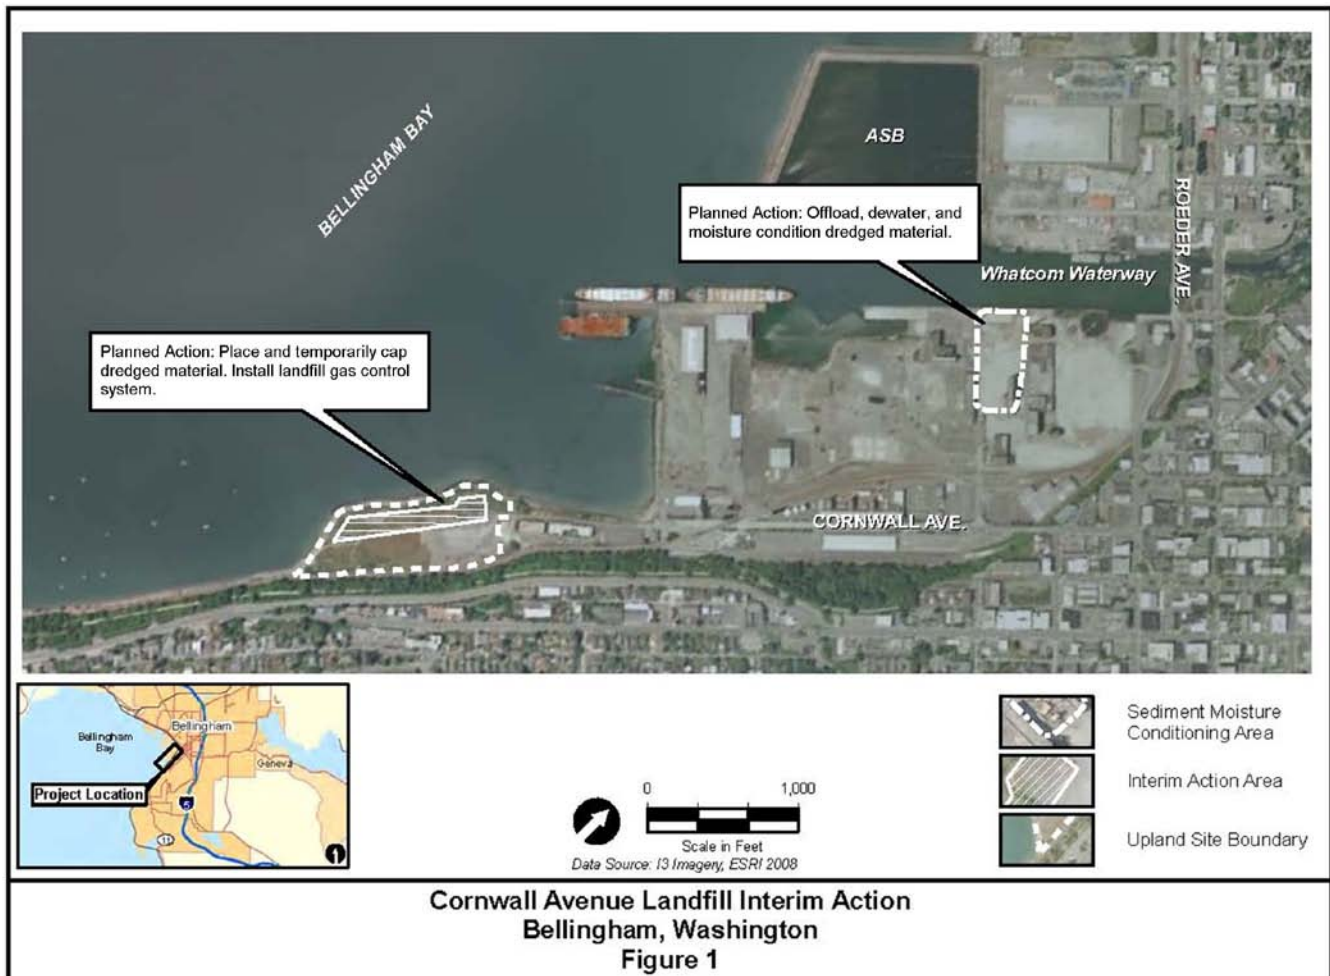 BELLINGHAM BAY
ASB
ROEDER AVE.
Planned Action: Offload, dewater, and
moisture condition dredged material.
Whatcom Waterway
Planned Action: Place and temporarily cap
dredged material. Install landfill gas control
system.
CORNWALL AVE.
Bellingham
Bellingham
Bay
Geneva
Project Location
5
11
0
1,000
Scale in Feet
Data Source: I3 Imagery, ESRI 2008
Sediment Moisture
Conditioning Area
Interim Action Area
Upland Site Boundary
Cornwall Avenue Landfill Interim Action
Bellingham, Washington
Figure 1